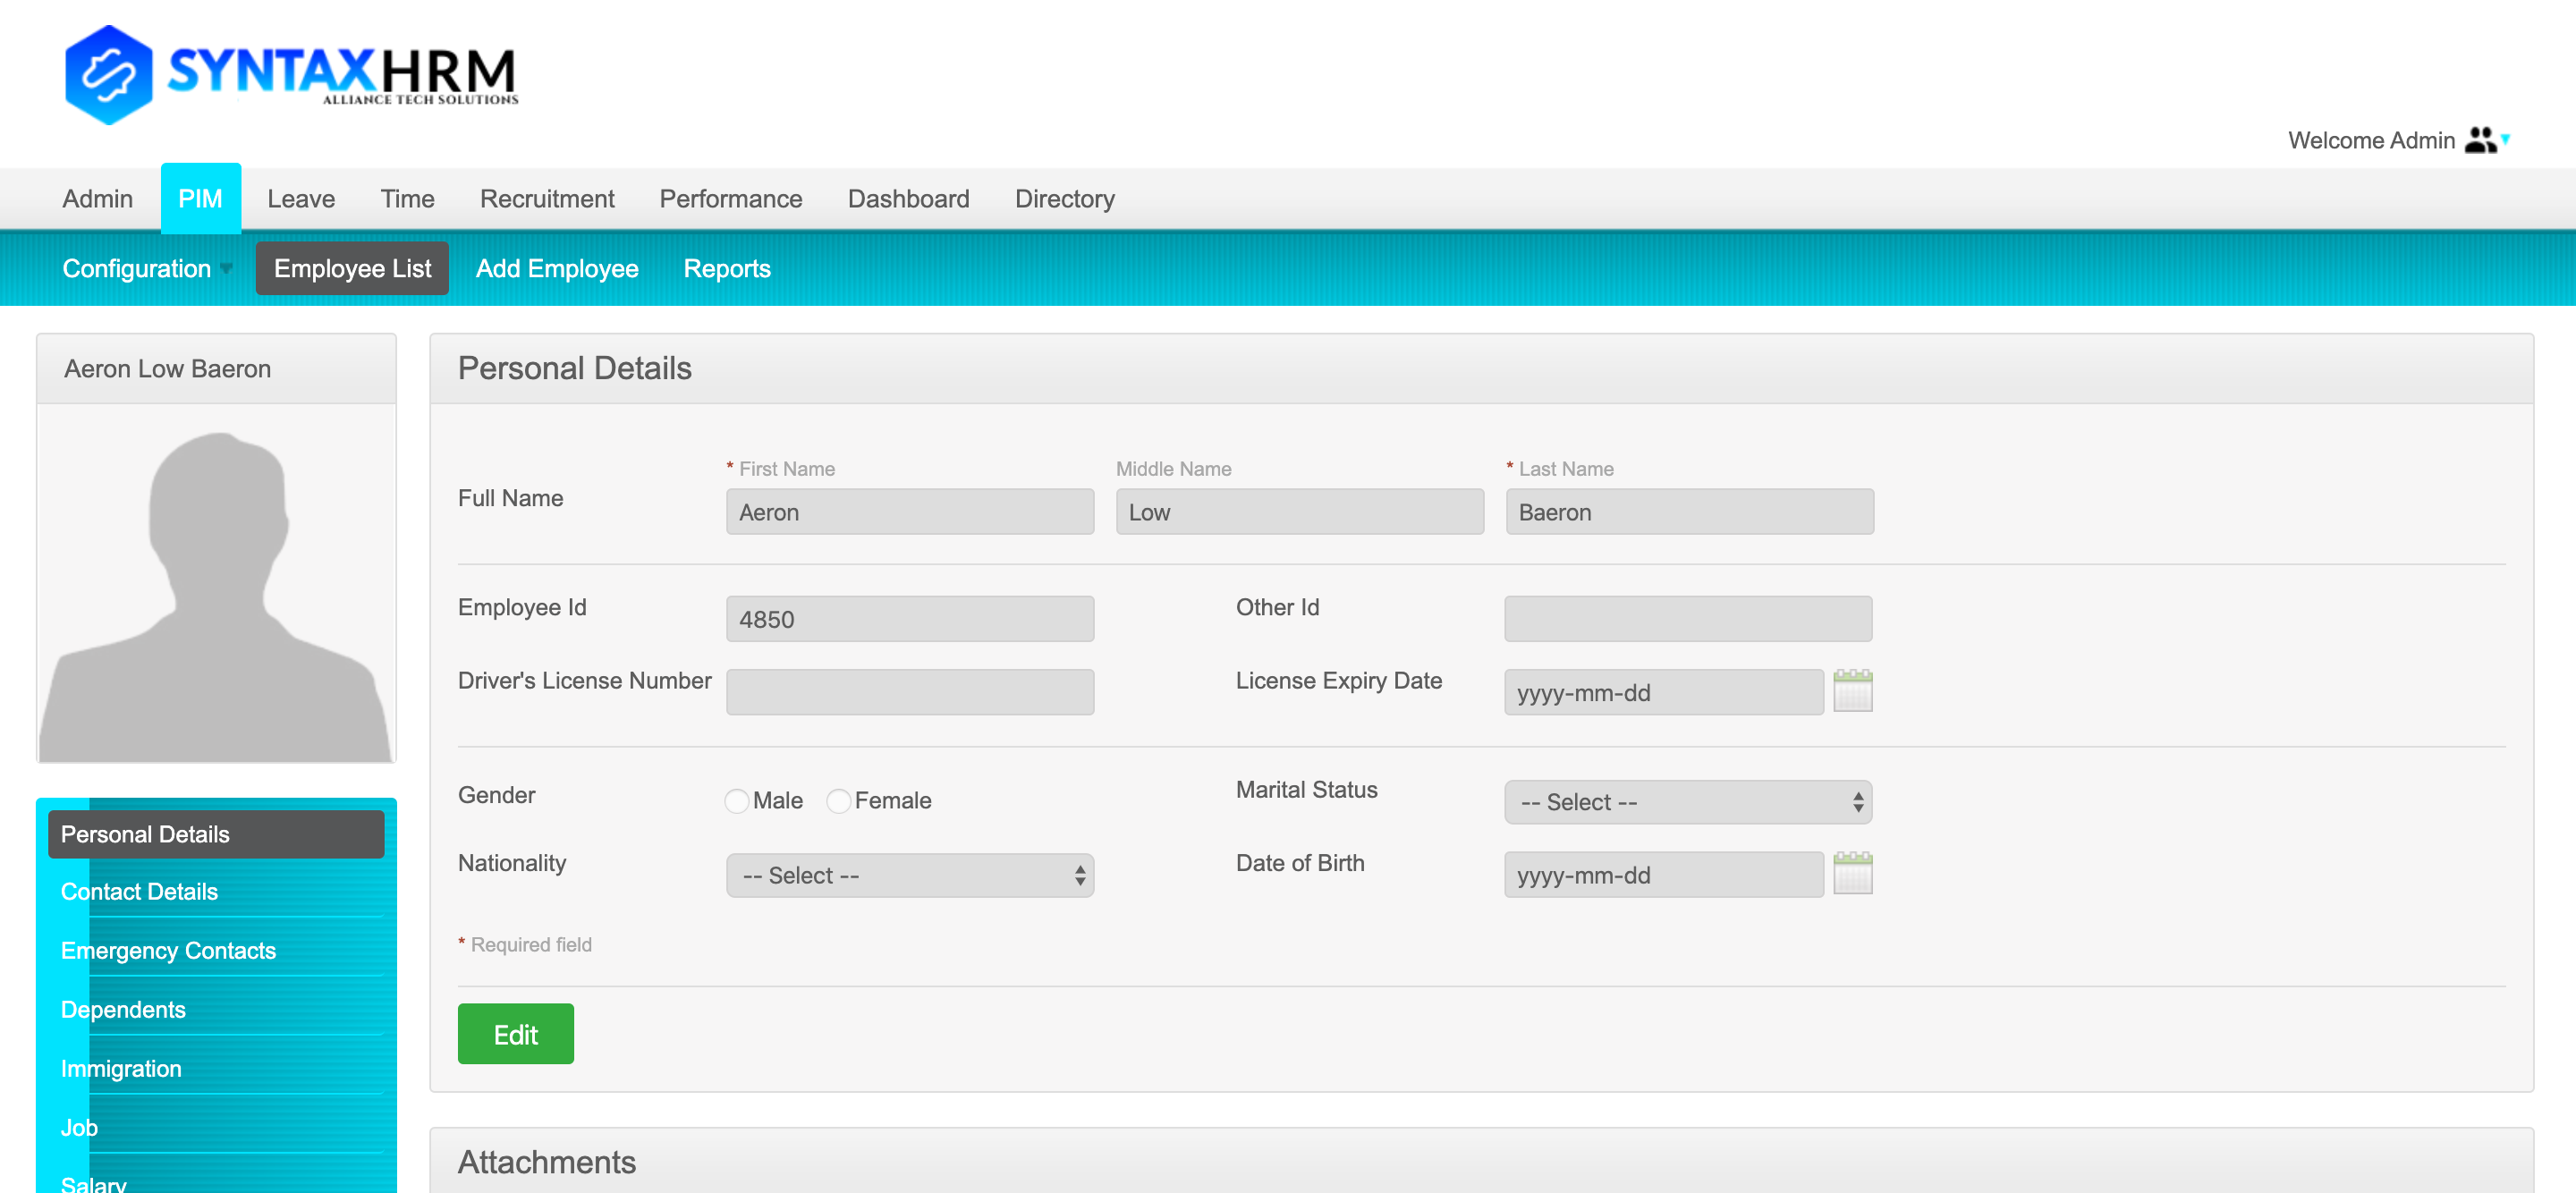 SYNTAXHRM
ALLIANCE TECH SOLUTIONS
Welcome Admin
Admin PIM Leave Time Recruitment Performance Dashboard Directory
Configuration Employee List Add Employee Reports
Aeron Low Baeron
Personal Details
* First Name Middle Name * Last Name
Full Name Aeron Low Baeron
Employee Id 4850 Other Id
Driver's License Number License Expiry Date yyyy-mm-dd
Gender Male Female Marital Status -- Select --
Nationality -- Select -- Date of Birth yyyy-mm-dd
* Required field
Edit
Personal Details
Contact Details
Emergency Contacts
Dependents
Immigration
Job
Salary
Attachments